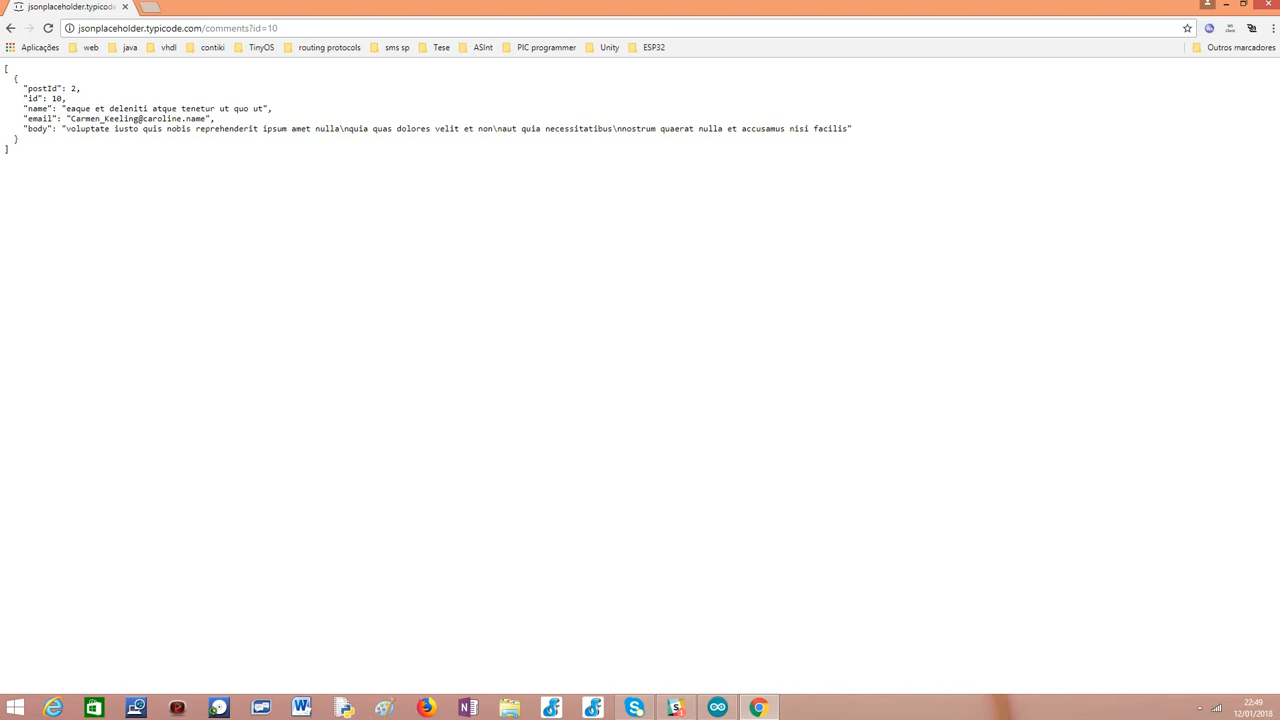 jsonplaceholder.typicod
jsonplaceholder.typicode.com/comments?id=10
Aplicações web java vhdl contiki TinyOS routing protocols sms sp Tese ASInt PIC programmer Unity ESP32 Outros marcadores
[
{
"postId": 2,
"id": 10,
"name": "eaque et deleniti atque tenetur ut quo ut",
"email": "Carmen_Keeling@caroline.name",
"body": "voluptate iusto quis nobis reprehenderit ipsum amet nulla\nquia quas dolores velit et non\naut quia necessitatibus\nnostrum quaerat nulla et accusamus nisi facilis"
}
]
22:49
12/01/2018